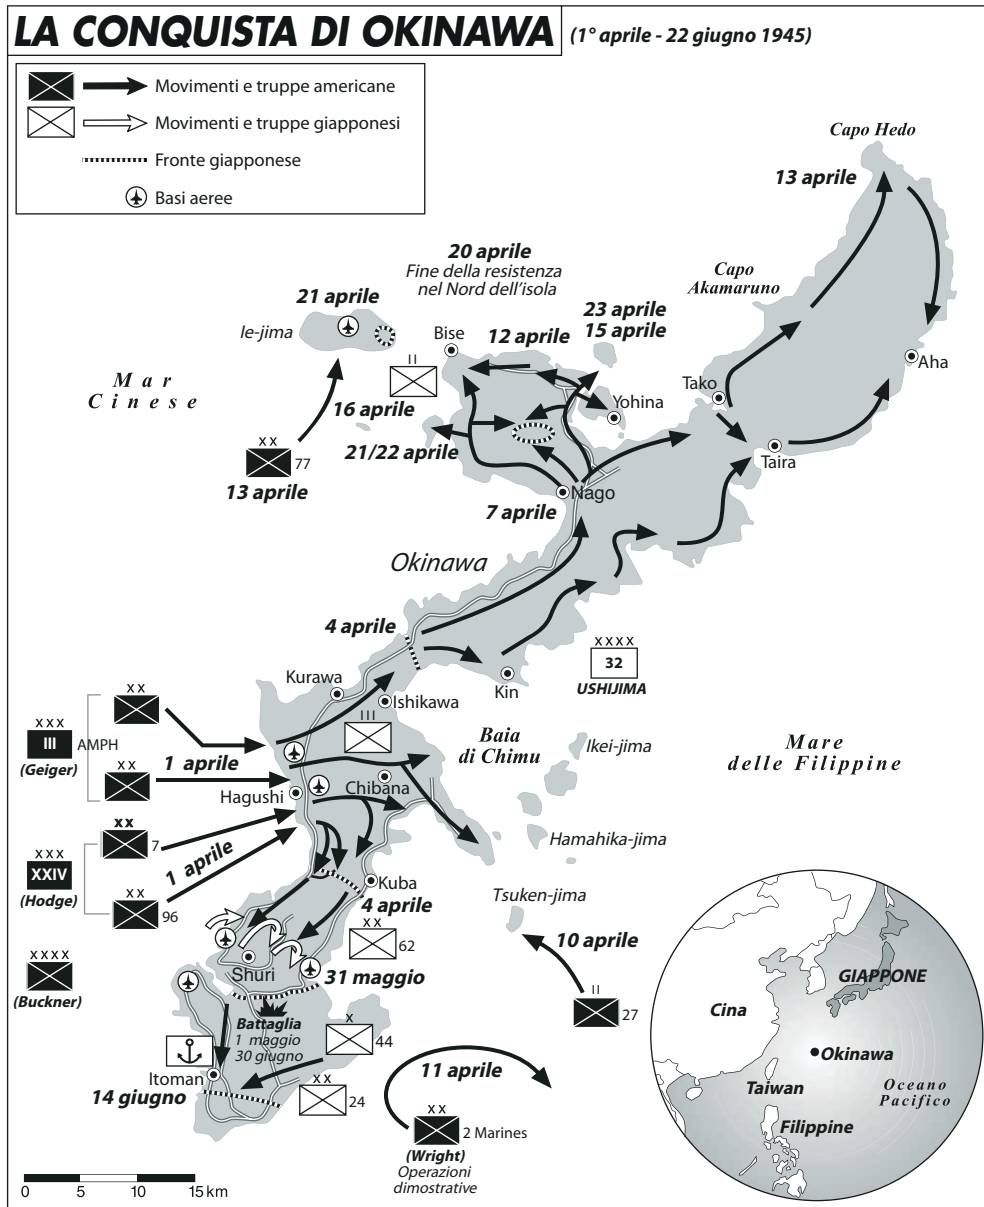 LA CONQUISTA DI OKINAWA (1° aprile - 22 giugno 1945)
Movimenti e truppe americane
Movimenti e truppe giapponesi
Fronte giapponese
Basi aeree
Capo Hedo
13 aprile
20 aprile
Fine della resistenza
nel Nord dell'isola
Capo
Akamaruno
21 aprile
23 aprile
15 aprile
Ie-jima
Bise
12 aprile
II
Aha
Mar
Cinese
16 aprile
Tako
Yohina
XX
77
13 aprile
21/22 aprile
Taira
Nago
7 aprile
Okinawa
4 aprile
XXXX
32
USHIJIMA
Kin
Kurawa
Ishikawa
XX
XXX
III
AMPH
(Geiger)
III
Baia
di Chimu
Ikei-jima
Mare
delle Filippine
1 aprile
XX
Chibana
Hagushi
XX
7
Hamahika-jima
XXX
XXIV
(Hodge)
1 aprile
XX
96
Kuba
4 aprile
Tsuken-jima
XX
62
10 aprile
XXXX
(Buckner)
Shuri
31 maggio
II
27
Battaglia
1 maggio
30 giugno
X
44
Itoman
14 giugno
XX
24
11 aprile
XX
2 Marines
(Wright)
Operazioni
dimostrative
0 5 10 15 km
GIAPPONE
Cina
Okinawa
Taiwan
Oceano
Pacifico
Filippine